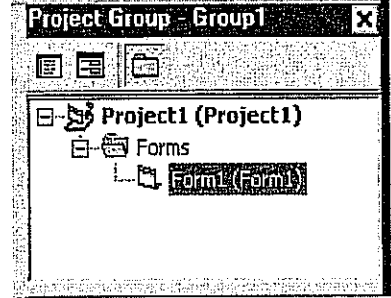 Project Group - Group1
Project1 (Project1)
Forms
Form1 (Form1)